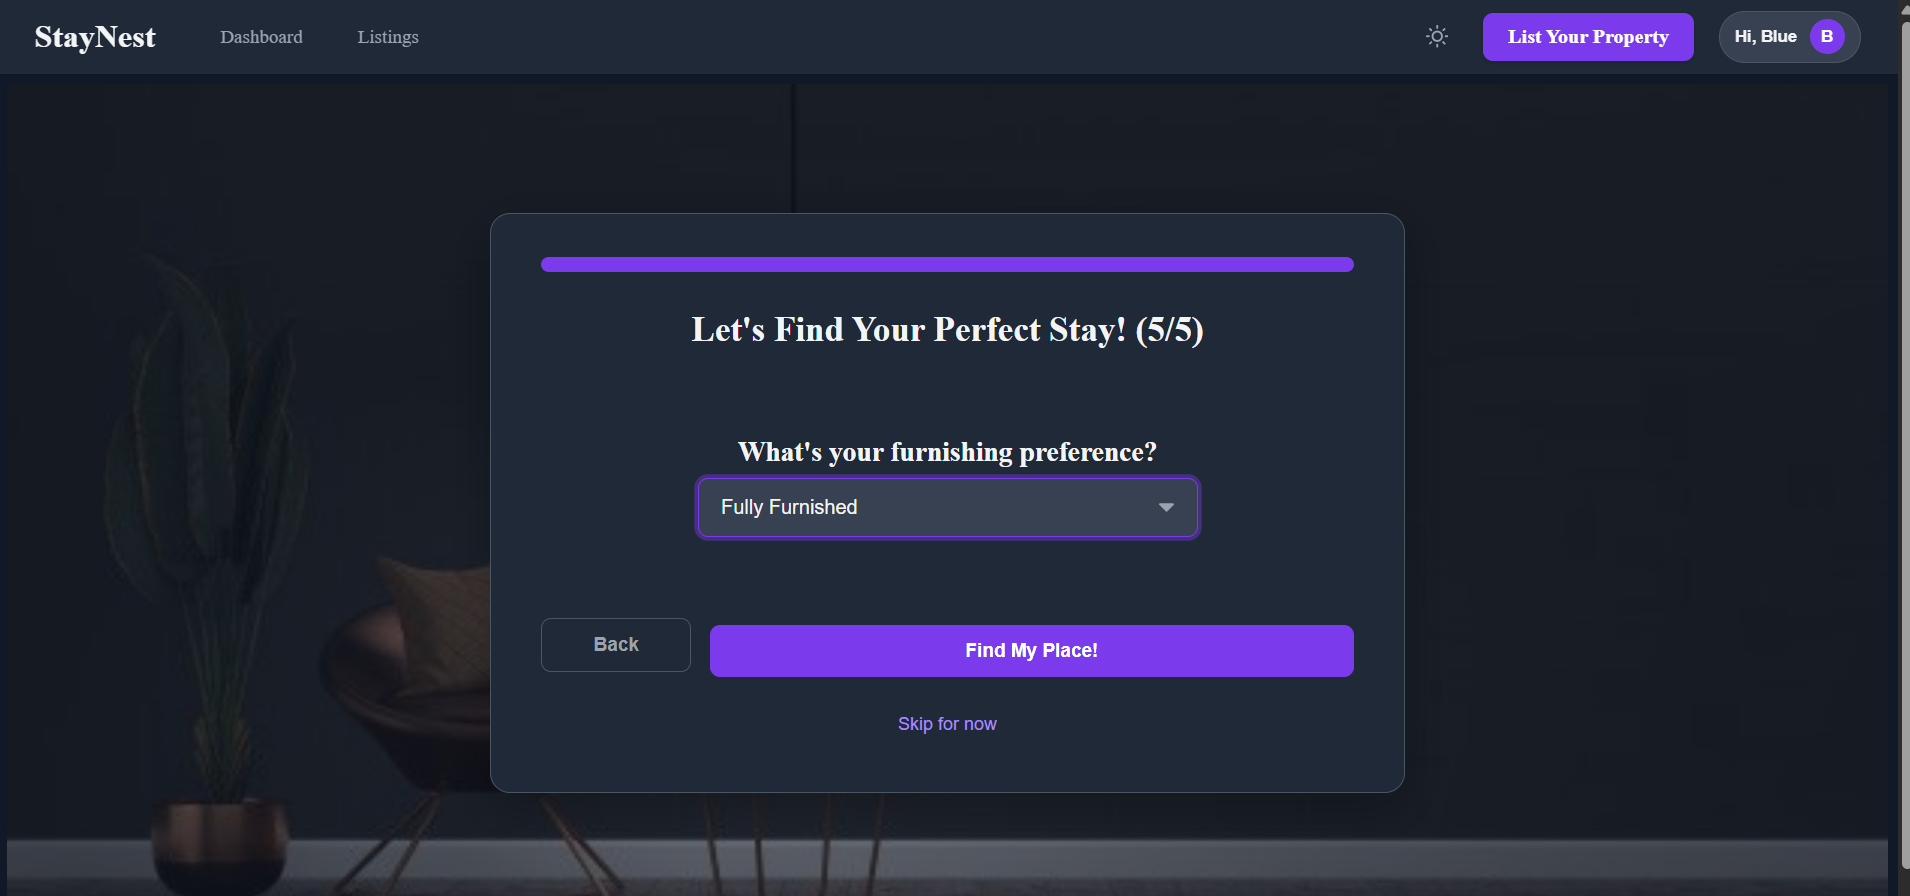 StayNest
Dashboard
Listings
List Your Property
Hi, Blue
B
Let's Find Your Perfect Stay! (5/5)
What's your furnishing preference?
Fully Furnished
Back
Find My Place!
Skip for now